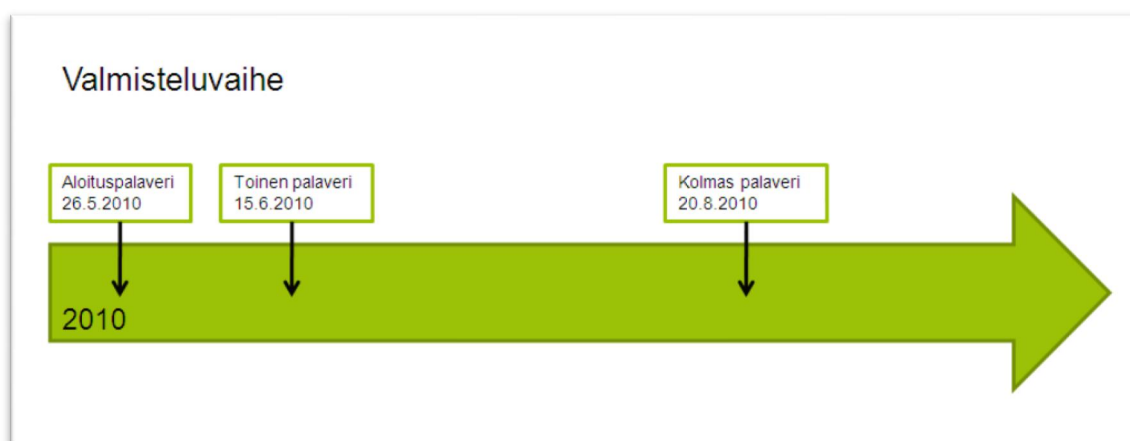 Valmisteluvaihe
Aloituspalaveri
26.5.2010
Toinen palaveri
15.6.2010
Kolmas palaveri
20.8.2010
2010